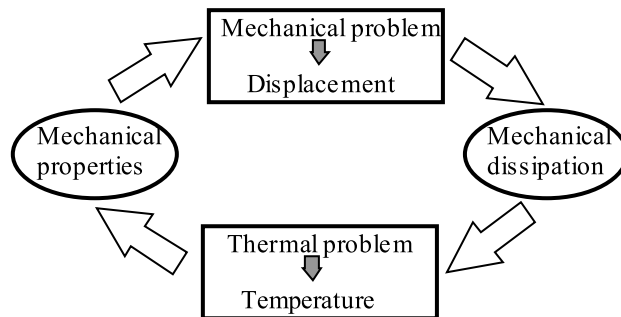 Mechanical problem
Displacement
Mechanical
properties
Mechanical
dissipation
Thermal problem
Temperature